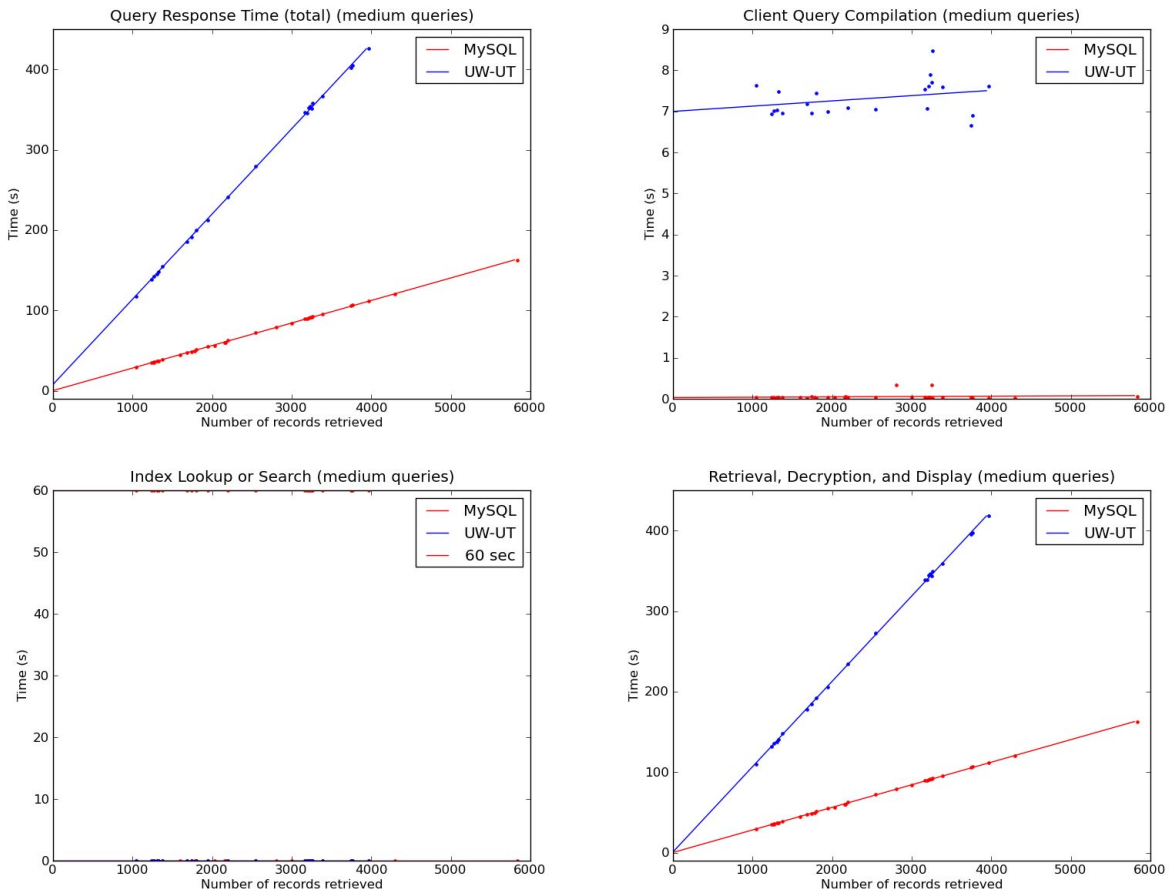 Query Response Time (total) (medium queries)
MySQL
UW-UT
400
300
200
100
0
Time (s)
0 1000 2000 3000 4000 5000 6000
Number of records retrieved
Client Query Compilation (medium queries)
MySQL
UW-UT
9
8
7
6
5
4
3
2
1
0
Time (s)
0 1000 2000 3000 4000 5000 6000
Number of records retrieved
Index Lookup or Search (medium queries)
MySQL
UW-UT
60 sec
60
50
40
30
20
10
0
Time (s)
0 1000 2000 3000 4000 5000 6000
Number of records retrieved
Retrieval, Decryption, and Display (medium queries)
MySQL
UW-UT
400
300
200
100
0
Time (s)
0 1000 2000 3000 4000 5000 6000
Number of records retrieved